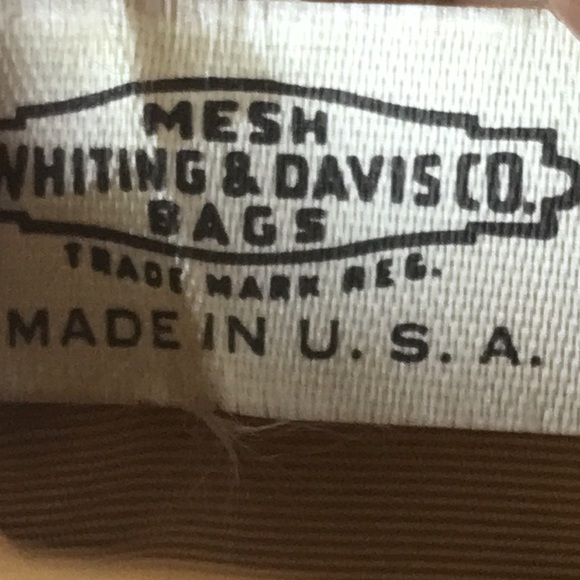 MESH
WHITING & DAVIS CO.
BAGS
TRADE MARK REG.
MADE IN U. S. A.